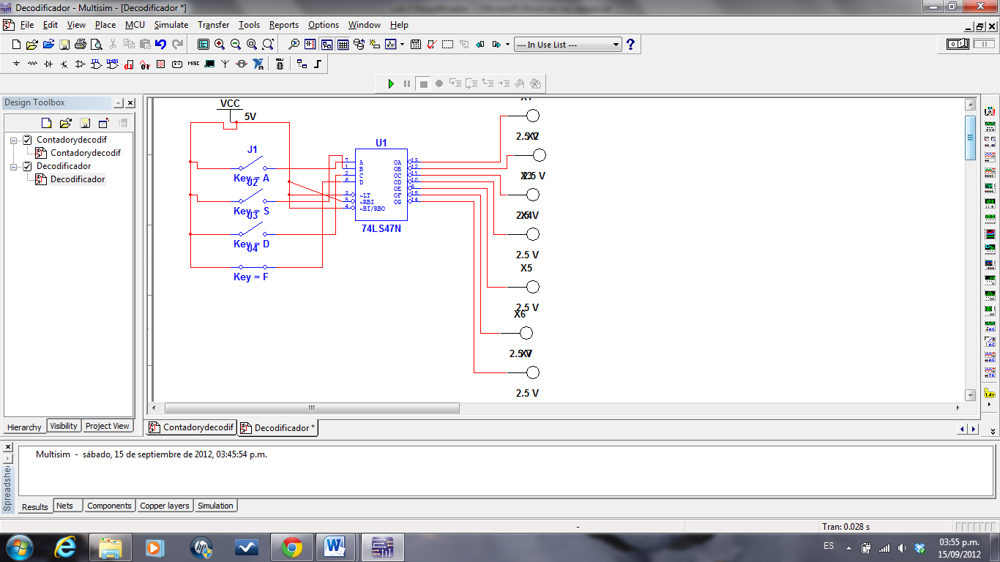 Decodificador - Multisim - [Decodificador *]
File Edit View Place MCU Simulate Transfer Tools Reports Options Window Help
--- In Use List ---
MISC
Design Toolbox
Contadorydecodif
Contadorydecodif
Decodificador
Decodificador
VCC
5V
J1
Key = A
J2
Key = S
J3
Key = D
J4
Key = F
U1
7 A OA 13
1 B OB 12
2 C OC 11
6 D OD 10
OE 9
3 ~LT OF 15
5 ~RBI OG 14
4 ~BI/RBO
74LS47N
X1
2.5 V
X2
2.5 V
X3
2.5 V
X4
2.5 V
X5
2.5 V
X6
2.5 V
X7
2.5 V
Hierarchy Visibility Project View
Contadorydecodif Decodificador *
Multisim - sábado, 15 de septiembre de 2012, 03:45:54 p.m.
Results Nets Components Copper layers Simulation
- Tran: 0.028 s
ES
03:55 p.m.
15/09/2012